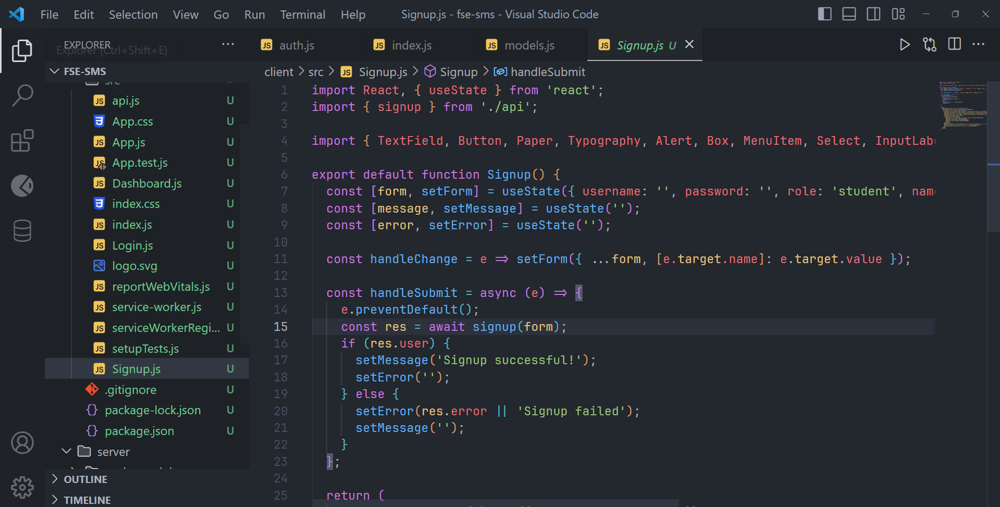 File Edit Selection View Go Run Terminal Help
Signup.js - fse-sms - Visual Studio Code
EXPLORER
Explorer (Ctrl+Shift+E)
FSE-SMS
src
api.js U
App.css U
App.js U
App.test.js U
Dashboard.js U
index.css U
index.js U
Login.js U
logo.svg U
reportWebVitals.js U
service-worker.js U
serviceWorkerRegi... U
setupTests.js U
Signup.js U
.gitignore U
package-lock.json U
package.json U
server
OUTLINE
TIMELINE
auth.js
index.js
models.js
Signup.js U
client > src > Signup.js > Signup > handleSubmit
1 import React, { useState } from 'react';
2 import { signup } from './api';
3
4 import { TextField, Button, Paper, Typography, Alert, Box, MenuItem, Select, InputLab
5
6 export default function Signup() {
7 const [form, setForm] = useState({ username: '', password: '', role: 'student', nam
8 const [message, setMessage] = useState('');
9 const [error, setError] = useState('');
10
11 const handleChange = e => setForm({ ...form, [e.target.name]: e.target.value });
12
13 const handleSubmit = async (e) => {
14 e.preventDefault();
15 const res = await signup(form);
16 if (res.user) {
17 setMessage('Signup successful!');
18 setError('');
19 } else {
20 setError(res.error || 'Signup failed');
21 setMessage('');
22 }
23 };
24
25 return (